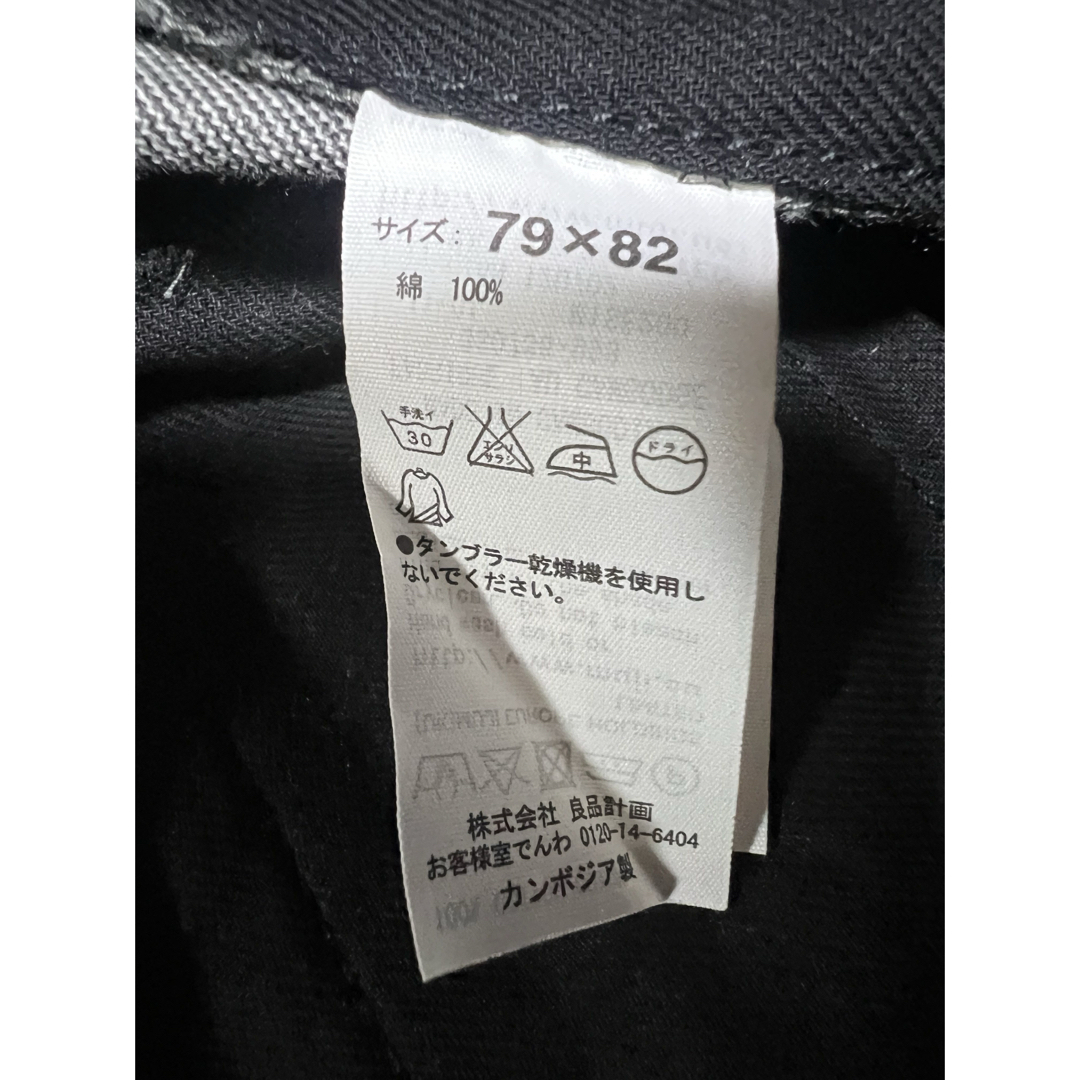 サイズ: 79×82
綿 100%
手洗イ
30
エンソ
サラシ
中
ドライ
●タンブラー乾燥機を使用し
ないでください。
株式会社 良品計画
お客様室でんわ 0120-14-6404
カンボジア製